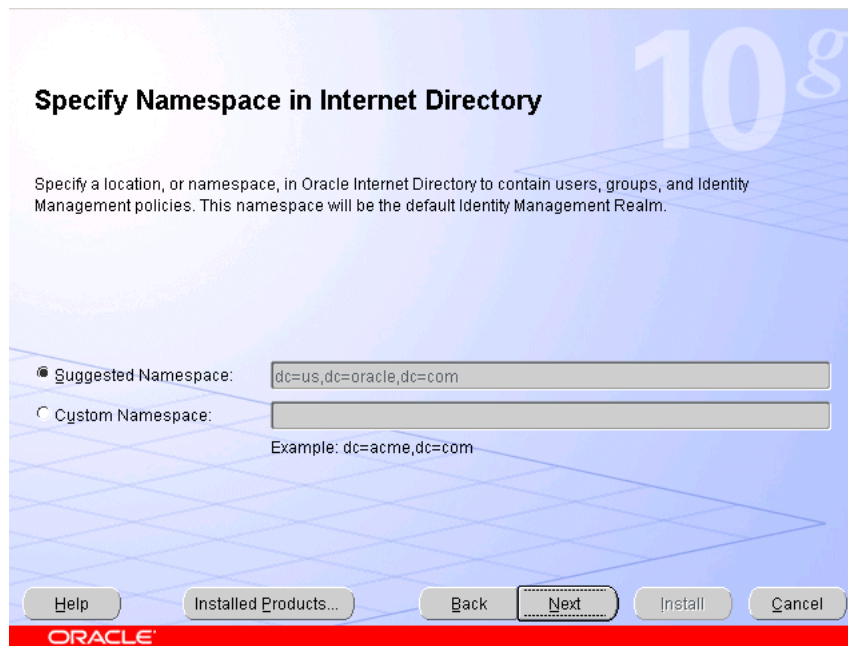 10g
Specify Namespace in Internet Directory
Specify a location, or namespace, in Oracle Internet Directory to contain users, groups, and Identity
Management policies. This namespace will be the default Identity Management Realm.
Suggested Namespace: dc=us,dc=oracle,dc=com
Custom Namespace:
Example: dc=acme,dc=com
Help Installed Products... Back Next Install Cancel
ORACLE